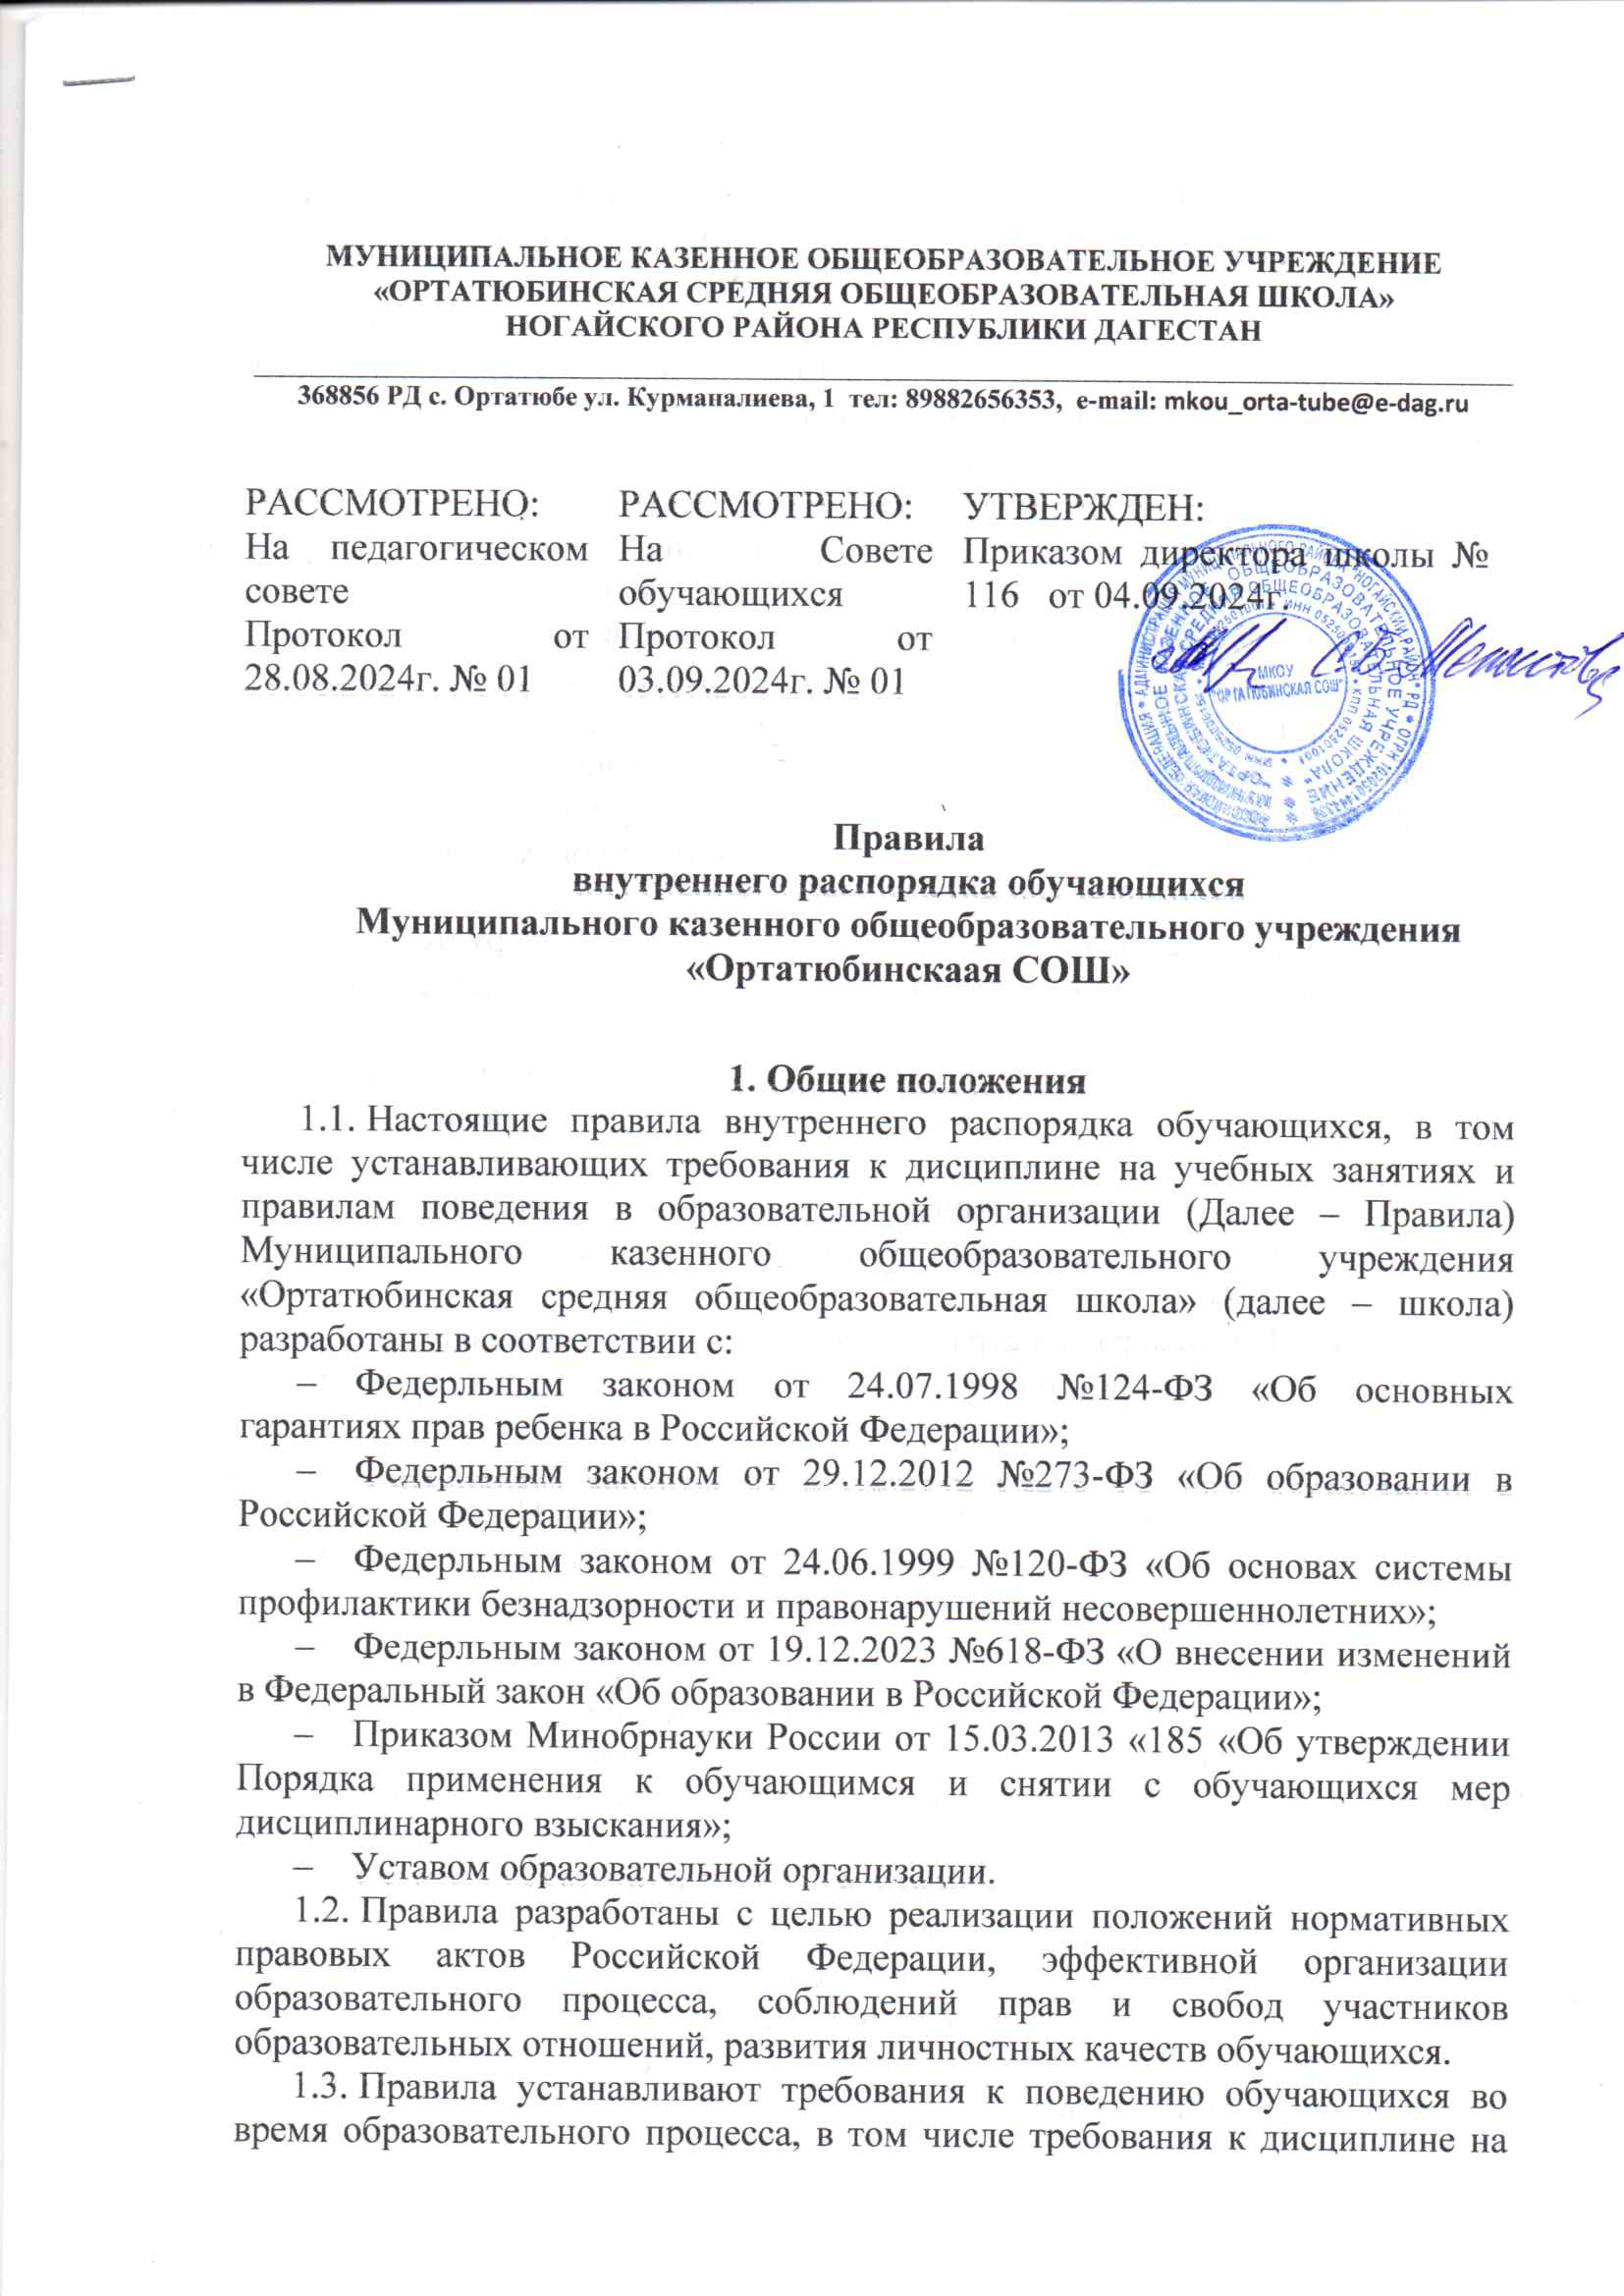 МУНИЦИПАЛЬНОЕ КАЗЕННОЕ ОБЩЕОБРАЗОВАТЕЛЬНОЕ УЧРЕЖДЕНИЕ
«ОРТАТЮБИНСКАЯ СРЕДНЯЯ ОБЩЕОБРАЗОВАТЕЛЬНАЯ ШКОЛА»
НОГАЙСКОГО РАЙОНА РЕСПУБЛИКИ ДАГЕСТАН
368856 РД с. Ортатюбе ул. Курманалиева, 1 тел: 89882656353, e-mail: mkou_orta-tube@e-dag.ru
РАССМОТРЕНО:
На педагогическом
совете
Протокол от
28.08.2024г. № 01
РАССМОТРЕНО:
На Совете
обучающихся
Протокол от
03.09.2024г. № 01
УТВЕРЖДЕН:
Приказом директора школы №
116 от 04.09.2024г.
МКОУ
"ОРТАТЮБИНСКАЯ СОШ"
Правила
внутреннего распорядка обучающихся
Муниципального казенного общеобразовательного учреждения
«Ортатюбинскаая СОШ»
1. Общие положения
1.1. Настоящие правила внутреннего распорядка обучающихся, в том
числе устанавливающих требования к дисциплине на учебных занятиях и
правилам поведения в образовательной организации (Далее – Правила)
Муниципального казенного общеобразовательного учреждения
«Ортатюбинская средняя общеобразовательная школа» (далее – школа)
разработаны в соответствии с:
– Федерльным законом от 24.07.1998 №124-ФЗ «Об основных
гарантиях прав ребенка в Российской Федерации»;
– Федерльным законом от 29.12.2012 №273-ФЗ «Об образовании в
Российской Федерации»;
– Федерльным законом от 24.06.1999 №120-ФЗ «Об основах системы
профилактики безнадзорности и правонарушений несовершеннолетних»;
– Федерльным законом от 19.12.2023 №618-ФЗ «О внесении изменений
в Федеральный закон «Об образовании в Российской Федерации»;
– Приказом Минобрнауки России от 15.03.2013 «185 «Об утверждении
Порядка применения к обучающимся и снятии с обучающихся мер
дисциплинарного взыскания»;
– Уставом образовательной организации.
1.2. Правила разработаны с целью реализации положений нормативных
правовых актов Российской Федерации, эффективной организации
образовательного процесса, соблюдений прав и свобод участников
образовательных отношений, развития личностных качеств обучающихся.
1.3. Правила устанавливают требования к поведению обучающихся во
время образовательного процесса, в том числе требования к дисциплине на